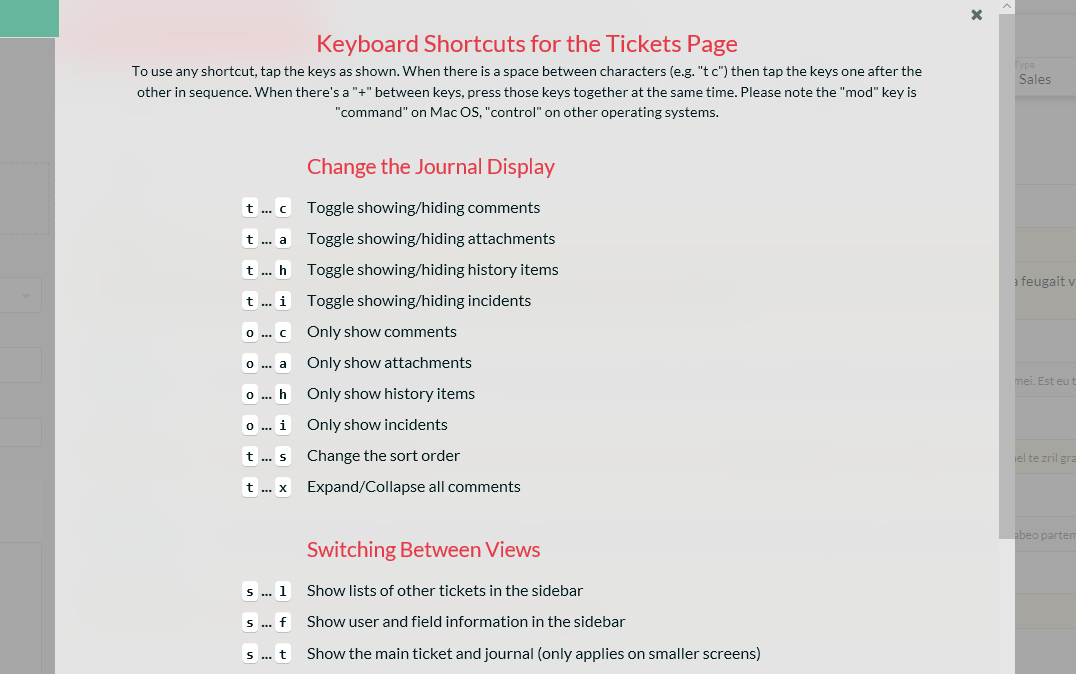 ✖
Keyboard Shortcuts for the Tickets Page
To use any shortcut, tap the keys as shown. When there is a space between characters (e.g. "t c") then tap the keys one after the
other in sequence. When there's a "+" between keys, press those keys together at the same time. Please note the "mod" key is
"command" on Mac OS, "control" on other operating systems.
Type
Sales
Change the Journal Display
t ... c Toggle showing/hiding comments
t ... a Toggle showing/hiding attachments
t ... h Toggle showing/hiding history items
a feugait v
t ... i Toggle showing/hiding incidents
o ... c Only show comments
o ... a Only show attachments
mei. Est eu t
o ... h Only show history items
o ... i Only show incidents
t ... s Change the sort order
el te zril gra
t ... x Expand/Collapse all comments
abeo partem
Switching Between Views
s ... l Show lists of other tickets in the sidebar
s ... f Show user and field information in the sidebar
s ... t Show the main ticket and journal (only applies on smaller screens)